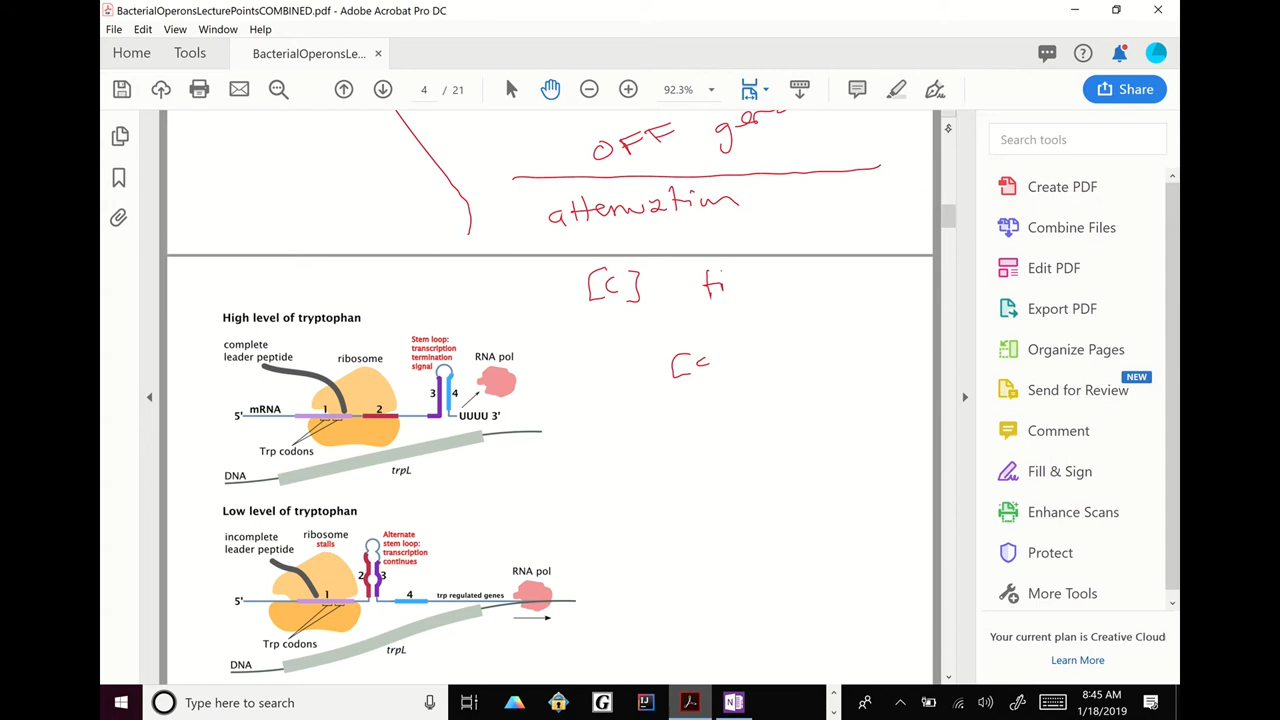 BacterialOperonsLecturePointsCOMBINED.pdf - Adobe Acrobat Pro DC
File Edit View Window Help
Home Tools BacterialOperonsLe... ×
4 / 21 92.3% Share
OFF
attenuation
[C] ti
[C
High level of tryptophan
complete leader peptide
ribosome
Stem loop: transcription termination signal
RNA pol
3 4
5' mRNA 1 2 UUUU 3'
Trp codons
DNA trpL
Low level of tryptophan
incomplete leader peptide
ribosome stalls
Alternate stem loop: transcription continues
RNA pol
2 3
5' 1 4 trp regulated genes
Trp codons
DNA trpL
Search tools
Create PDF
Combine Files
Edit PDF
Export PDF
Organize Pages
NEW
Send for Review
Comment
Fill & Sign
Enhance Scans
Protect
More Tools
Your current plan is Creative Cloud
Learn More
Type here to search
G
8:45 AM
1/18/2019